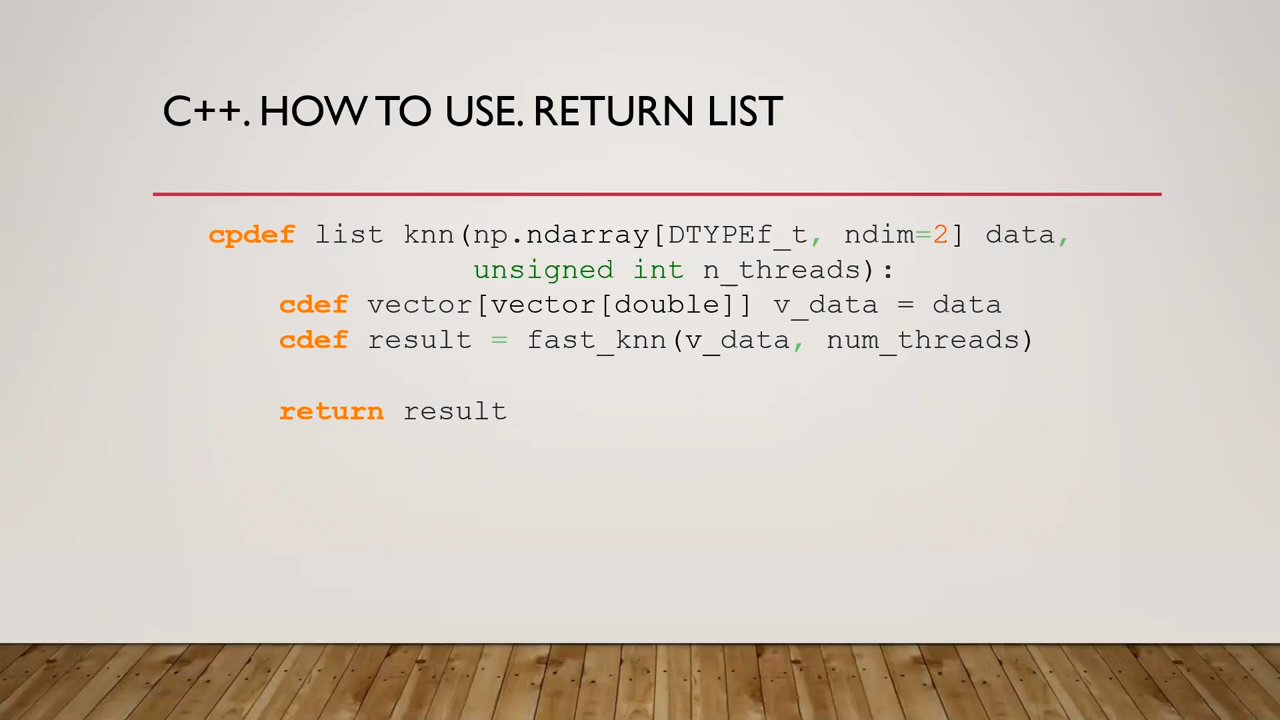 C++. HOW TO USE. RETURN LIST
cpdef list knn(np.ndarray[DTYPEf_t, ndim=2] data,
unsigned int n_threads):
cdef vector[vector[double]] v_data = data
cdef result = fast_knn(v_data, num_threads)
return result